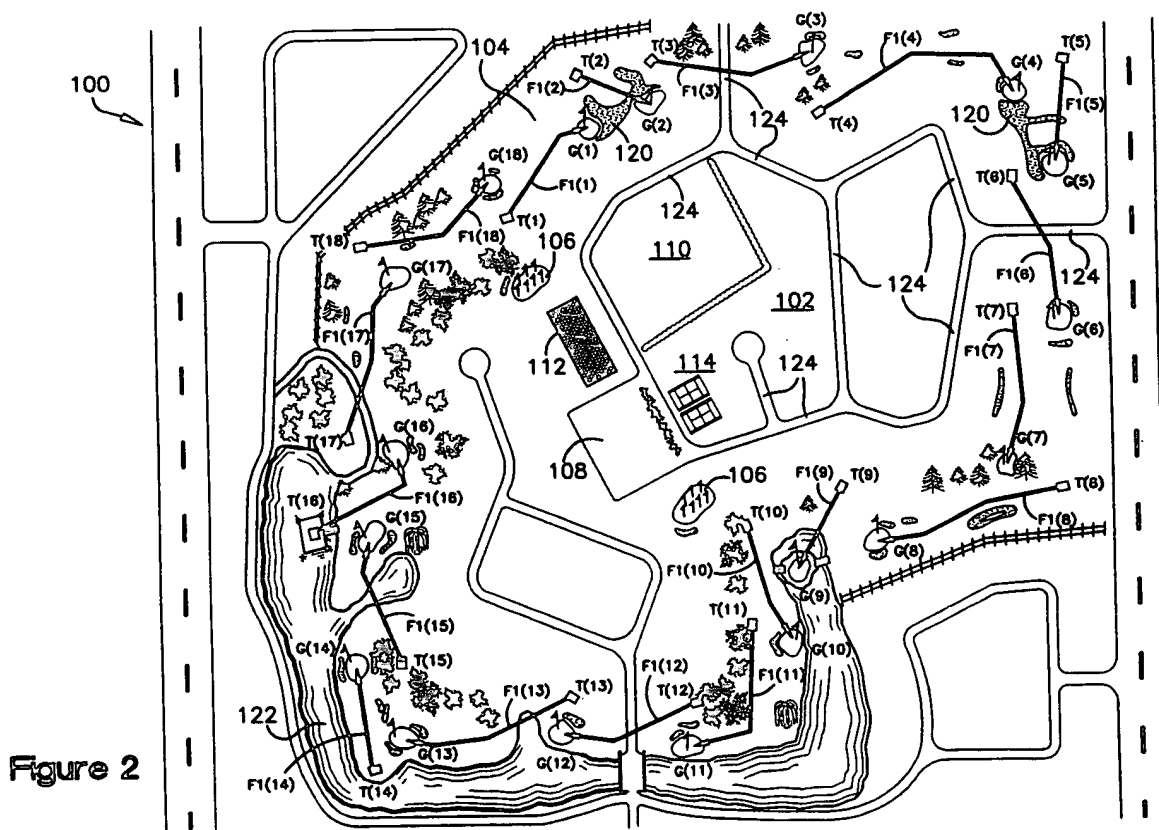 G(3)
F1(4)
T(5)
T(3)
104
T(2)
G(4)
100
F1(2)
F1(3)
F1(5)
124
T(4)
120
G(2)
G(1)
120
G(18)
G(5)
F1(1)
124
T(6)
T(1)
T(18)
F1(18)
106
110
124
G(17)
F1(6)
124
102
T(7)
G(6)
F1(17)
112
F1(7)
114
124
T(17)
G(16)
G(7)
108
F1(9)
T(9)
106
T(16)
F1(16)
T(10)
T(8)
G(15)
F1(8)
G(8)
F1(10)
G(9)
T(11)
F1(15)
G(14)
G(10)
T(15)
F1(12)
F1(11)
F1(13)
T(13)
T(12)
122
G(13)
Figure 2
G(12)
G(11)
F1(14)
T(14)